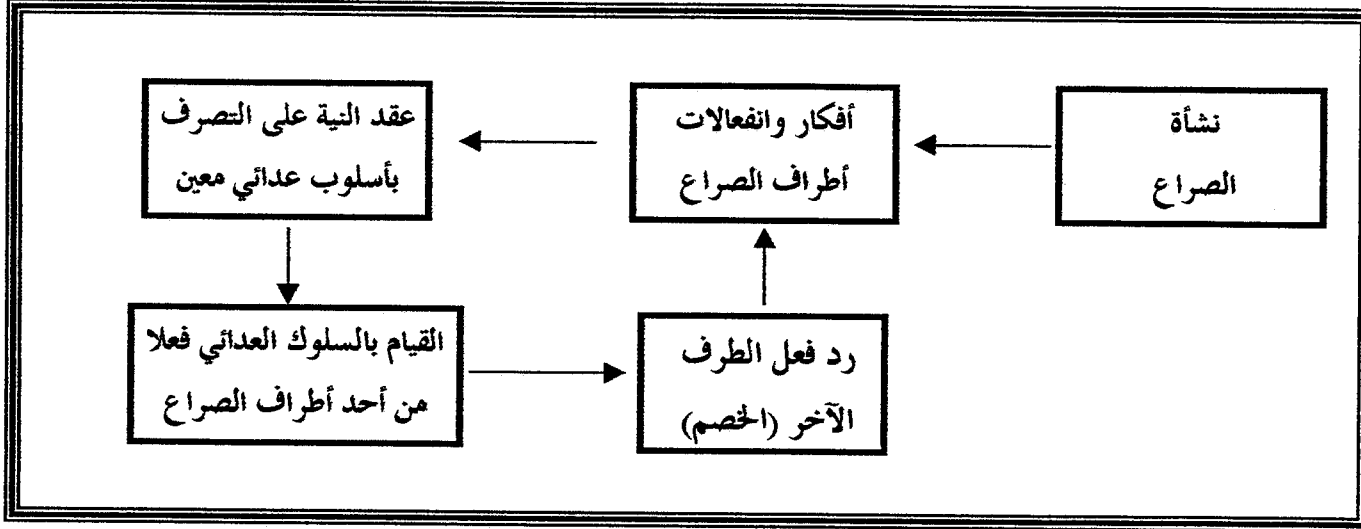 نشأة
الصراع
أفكار وانفعالات
أطراف الصراع
عقد النية على التصرف
بأسلوب عدائي معين
القيام بالسلوك العدائي فعلا
من أحد أطراف الصراع
رد فعل الطرف
الآخر (الخصم)